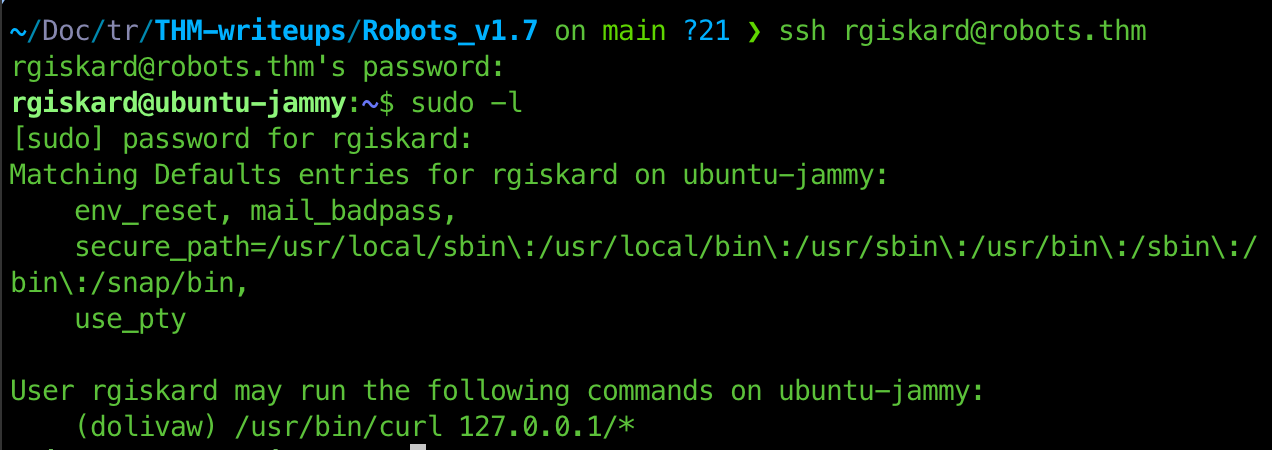 ~/Doc/tr/THM-writeups/Robots_v1.7 on main ?21 ❯ ssh rgiskard@robots.thm
rgiskard@robots.thm's password:
rgiskard@ubuntu-jammy:~$ sudo -l
[sudo] password for rgiskard:
Matching Defaults entries for rgiskard on ubuntu-jammy:
    env_reset, mail_badpass,
    secure_path=/usr/local/sbin\:/usr/local/bin\:/usr/sbin\:/usr/bin\:/sbin\:/
bin\:/snap/bin,
    use_pty

User rgiskard may run the following commands on ubuntu-jammy:
    (dolivaw) /usr/bin/curl 127.0.0.1/*